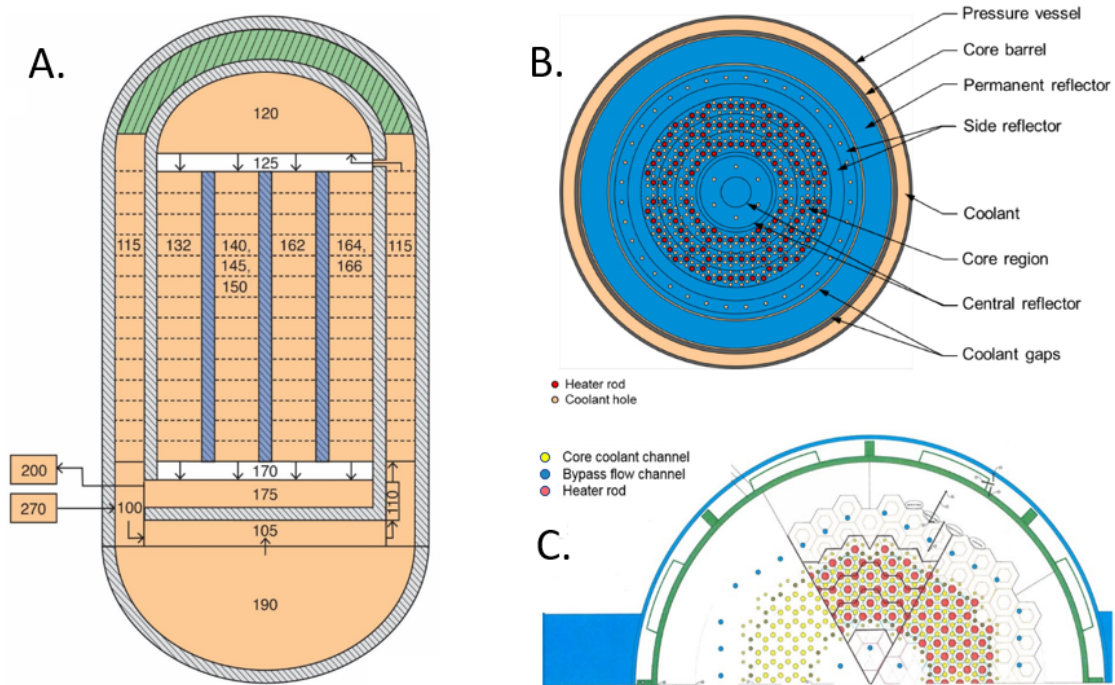 A.
120
125
115
132
140,
145,
150
162
164,
166
115
170
175
200
270
100
110
105
190
B.
Pressure vessel
Core barrel
Permanent reflector
Side reflector
Coolant
Core region
Central reflector
Coolant gaps
Heater rod
Coolant hole
Core coolant channel
Bypass flow channel
Heater rod
C.